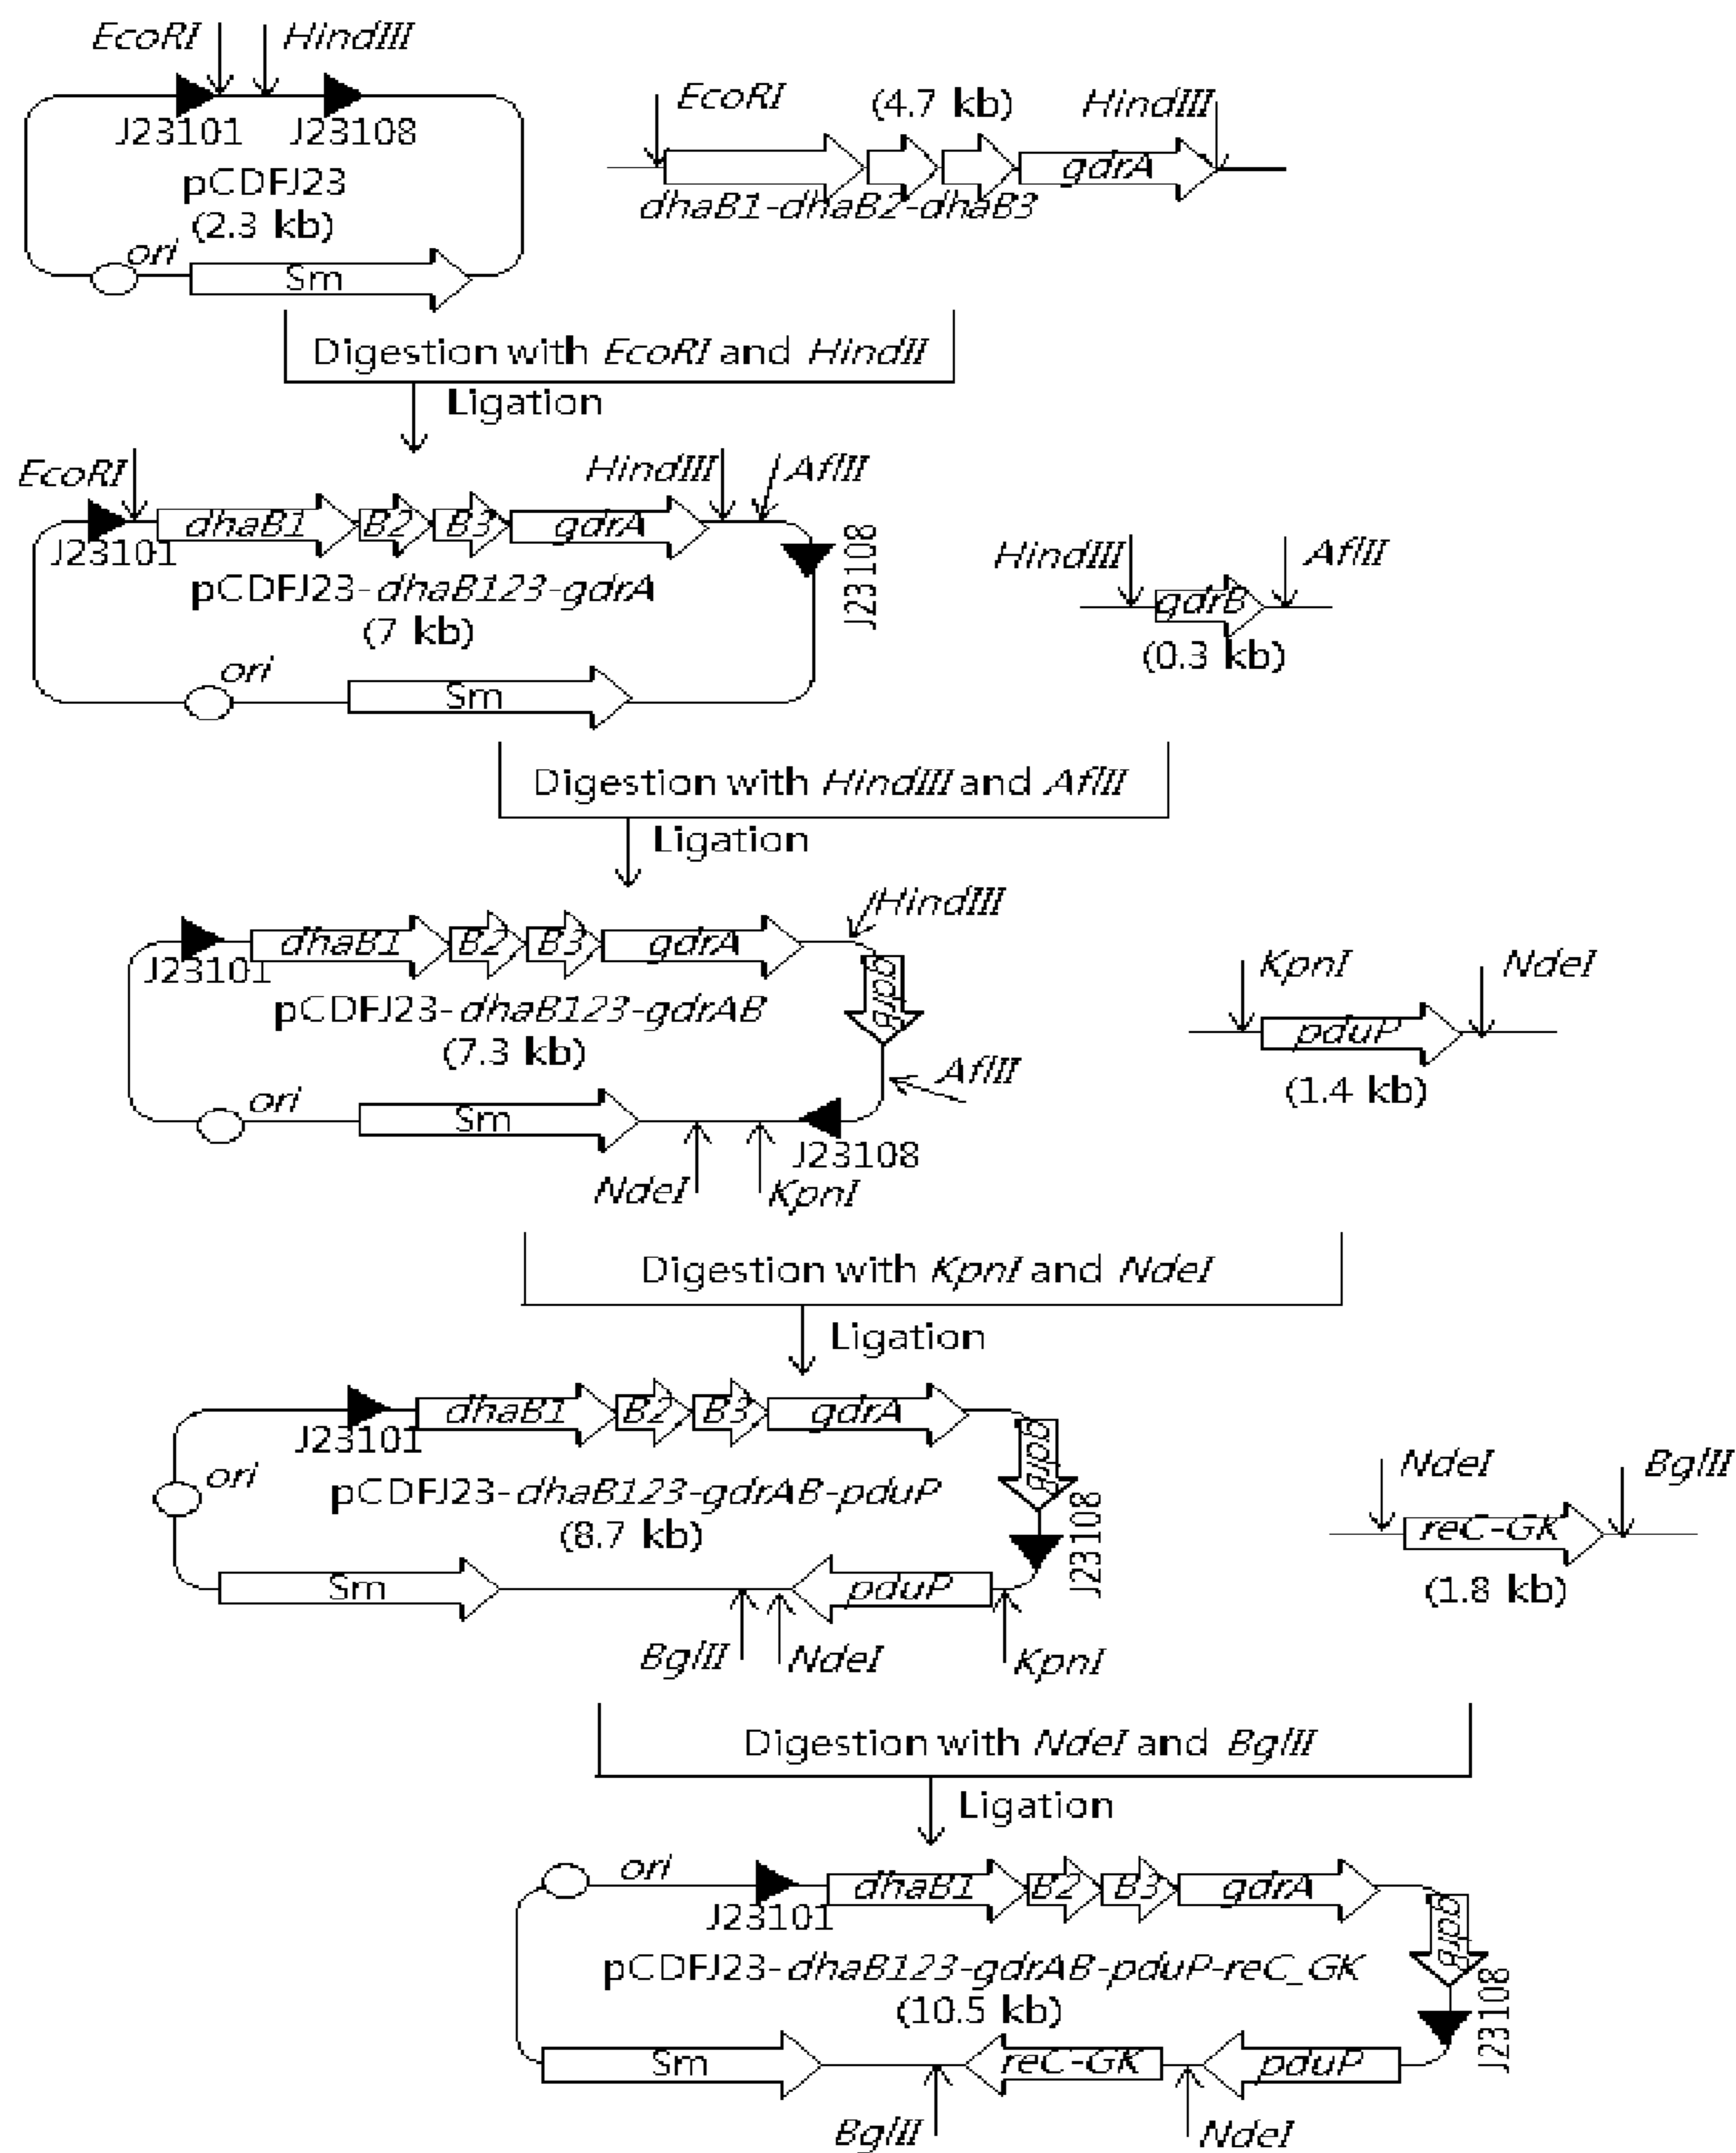 EcoRI HindIII
J23101 J23108
pCDFJ23
(2.3 kb)
ori
Sm
EcoRI (4.7 kb) HindIII
gdrA
dhaB1-dhaB2-dhaB3
Digestion with EcoRI and HindII
Ligation
EcoRI HindIII AflII
dhaB1 B2 B3 gdrA
J23101
J23108
pCDFJ23-dhaB123-gdrA
(7 kb)
ori
Sm
HindIII AflII
gdrB
(0.3 kb)
Digestion with HindIII and AflII
Ligation
HindIII
dhaB1 B2 B3 gdrA
J23101
gdrb
pCDFJ23-dhaB123-gdrAB
(7.3 kb)
AflII
ori
Sm
J23108
NdeI KpnI
KpnI NdeI
pduP
(1.4 kb)
Digestion with KpnI and NdeI
Ligation
dhaB1 B2 B3 gdrA
J23101
gdrb
ori
pCDFJ23-dhaB123-gdrAB-pduP
(8.7 kb)
J23108
Sm pduP
BglII NdeI KpnI
NdeI BglII
reC-GK
(1.8 kb)
Digestion with NdeI and BglII
Ligation
ori
dhaB1 B2 B3 gdrA
J23101
gdrb
pCDFJ23-dhaB123-gdrAB-pduP-reC_GK
(10.5 kb)
J23108
Sm reC-GK pduP
BglII NdeI